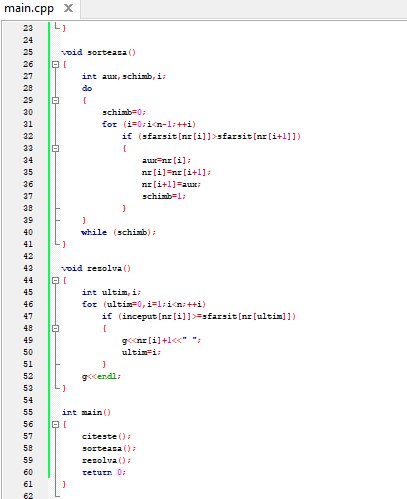 main.cpp X
23 }
24
25 void sorteaza()
26 {
27 int aux,schimb,i;
28 do
29 {
30 schimb=0;
31 for (i=0;i<n-1;++i)
32 if (sfarsit[nr[i]]>sfarsit[nr[i+1]])
33 {
34 aux=nr[i];
35 nr[i]=nr[i+1];
36 nr[i+1]=aux;
37 schimb=1;
38 }
39 }
40 while (schimb);
41 }
42
43 void resolva()
44 {
45 int ultim,i;
46 for (ultim=0,i=1;i<n;++i)
47 if (inceput[nr[i]]>=sfarsit[nr[ultim]])
48 {
49 g<<nr[i]+1<<" ";
50 ultim=i;
51 }
52 g<<endl;
53 }
54
55 int main()
56 {
57 citeste();
58 sorteaza();
59 resolva();
60 return 0;
61 }
62